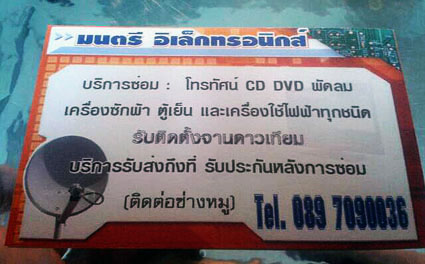 >> มนตรี อิเล็กทรอนิกส์
บริการซ่อม : โทรทัศน์ CD DVD พัดลม
เครื่องซักผ้า ตู้เย็น และเครื่องใช้ไฟฟ้าทุกชนิด
รับติดตั้งจานดาวเทียม
บริการรับส่งถึงที่ รับประกันหลังการซ่อม
(ติดต่อช่างหมู) Tel. 089 7090036